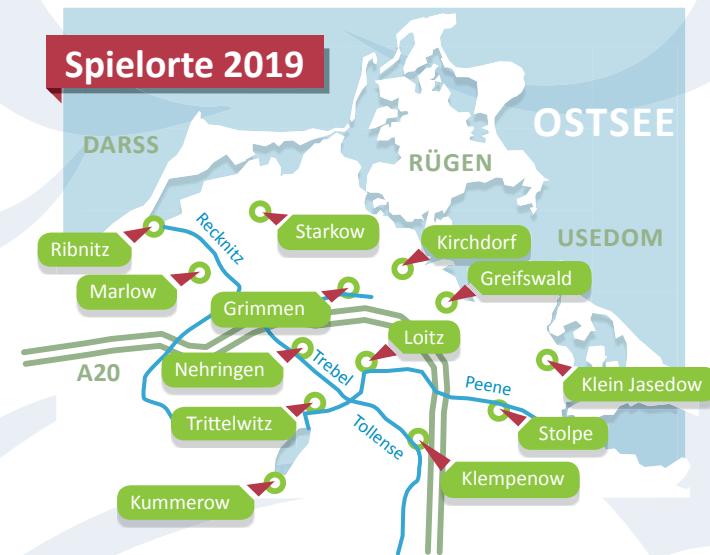 Spielorte 2019
OSTSEE
DARSS
RÜGEN
Recknitz
Starkow
Kirchdorf
USEDOM
Ribnitz
Greifswald
Marlow
Grimmen
Loitz
A20
Nehringen
Trebel
Peene
Klein Jasedow
Trittelwitz
Tollense
Stolpe
Klempenow
Kummerow